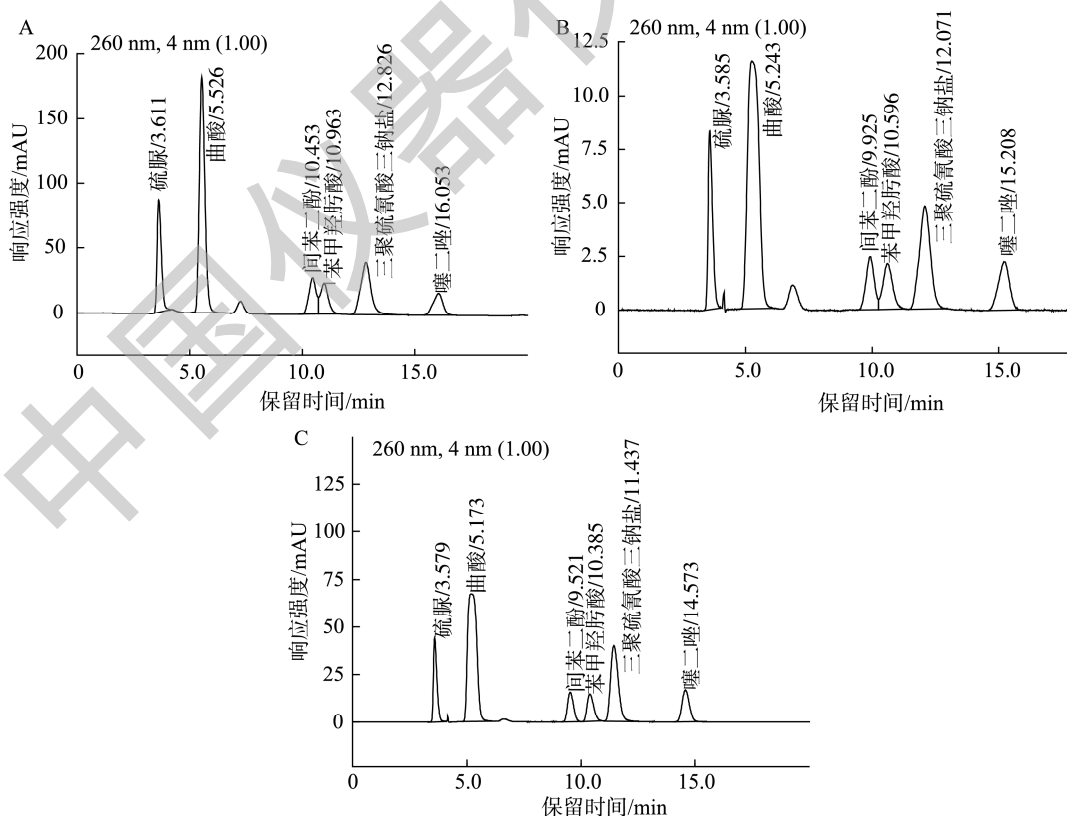 A
260 nm, 4 nm (1.00)
200
150
100
50
0
响应强度/mAU
硫脲/3.611
曲酸/5.526
间苯二酚/10.453
苯甲羟肟酸/10.963
三聚硫氰酸三钠盐/12.826
噻二唑/16.053
0
5.0
10.0
15.0
保留时间/min
B
260 nm, 4 nm (1.00)
12.5
10.0
7.5
5.0
2.5
0
响应强度/mAU
硫脲/3.585
曲酸/5.243
间苯二酚/9.925
苯甲羟肟酸/10.596
三聚硫氰酸三钠盐/12.071
噻二唑/15.208
0
5.0
10.0
15.0
保留时间/min
C
260 nm, 4 nm (1.00)
125
100
75
50
25
0
响应强度/mAU
硫脲/3.579
曲酸/5.173
间苯二酚/9.521
苯甲羟肟酸/10.385
三聚硫氰酸三钠盐/11.437
噻二唑/14.573
0
5.0
10.0
15.0
保留时间/min
中国仪器仪